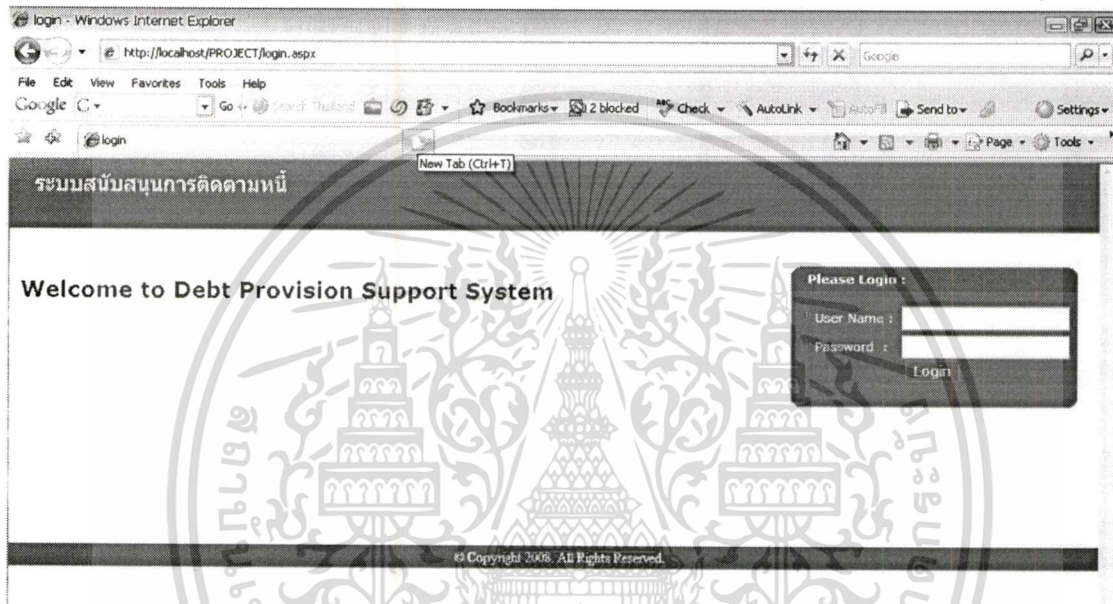 login - Windows Internet Explorer
http://localhost/PROJECT/login.aspx
Google
File Edit View Favorites Tools Help
Google G Go Search Thailand Bookmarks 2 blocked Check AutoLink AutoFill Send to Settings
login Page Tools
New Tab (Ctrl+T)
ระบบสนับสนุนการติดตามหนี้
Welcome to Debt Provision Support System
Please Login :
User Name :
Password :
Login
© Copyright 2008. All Rights Reserved.